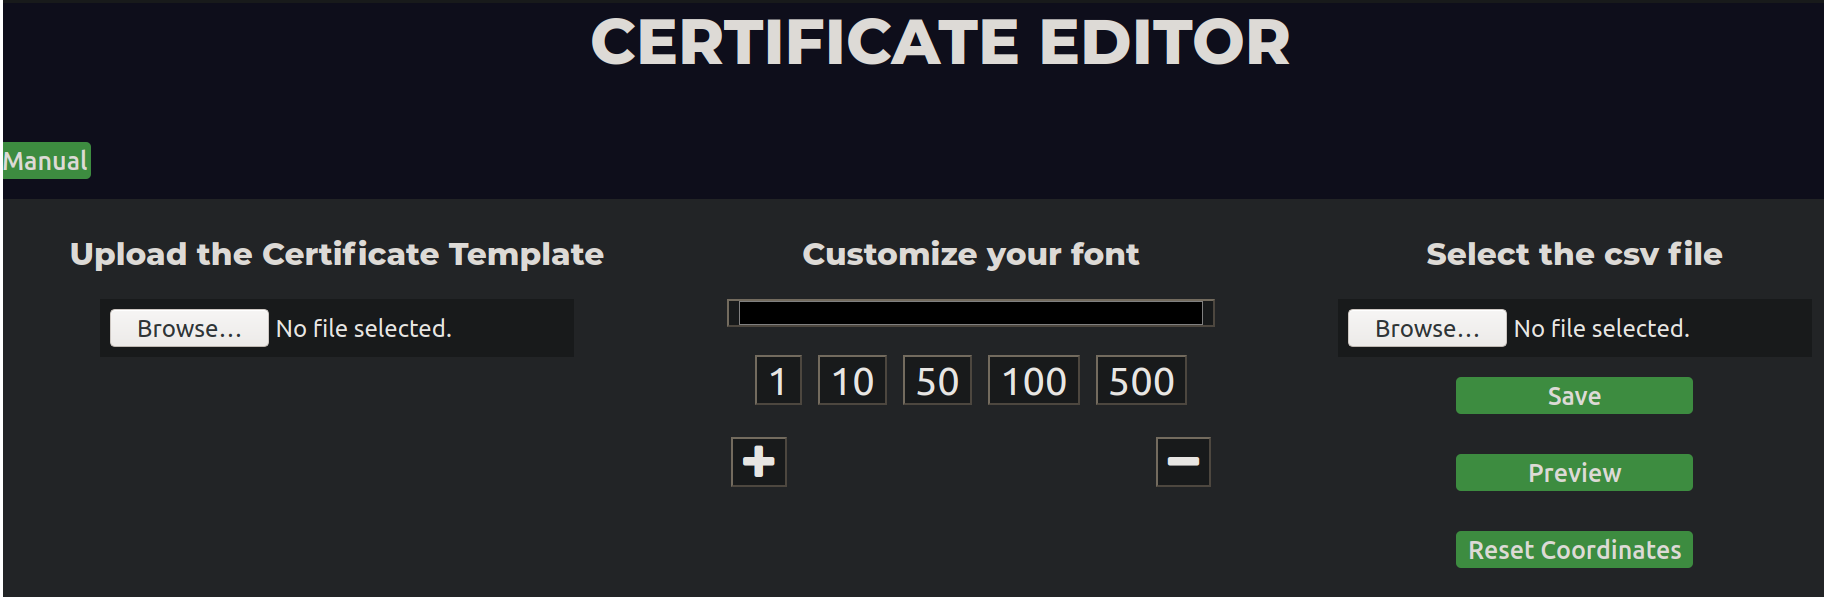 CERTIFICATE EDITOR
Manual
Upload the Certificate Template
Browse... No file selected.
Customize your font
1 10 50 100 500
+ −
Select the csv file
Browse... No file selected.
Save
Preview
Reset Coordinates